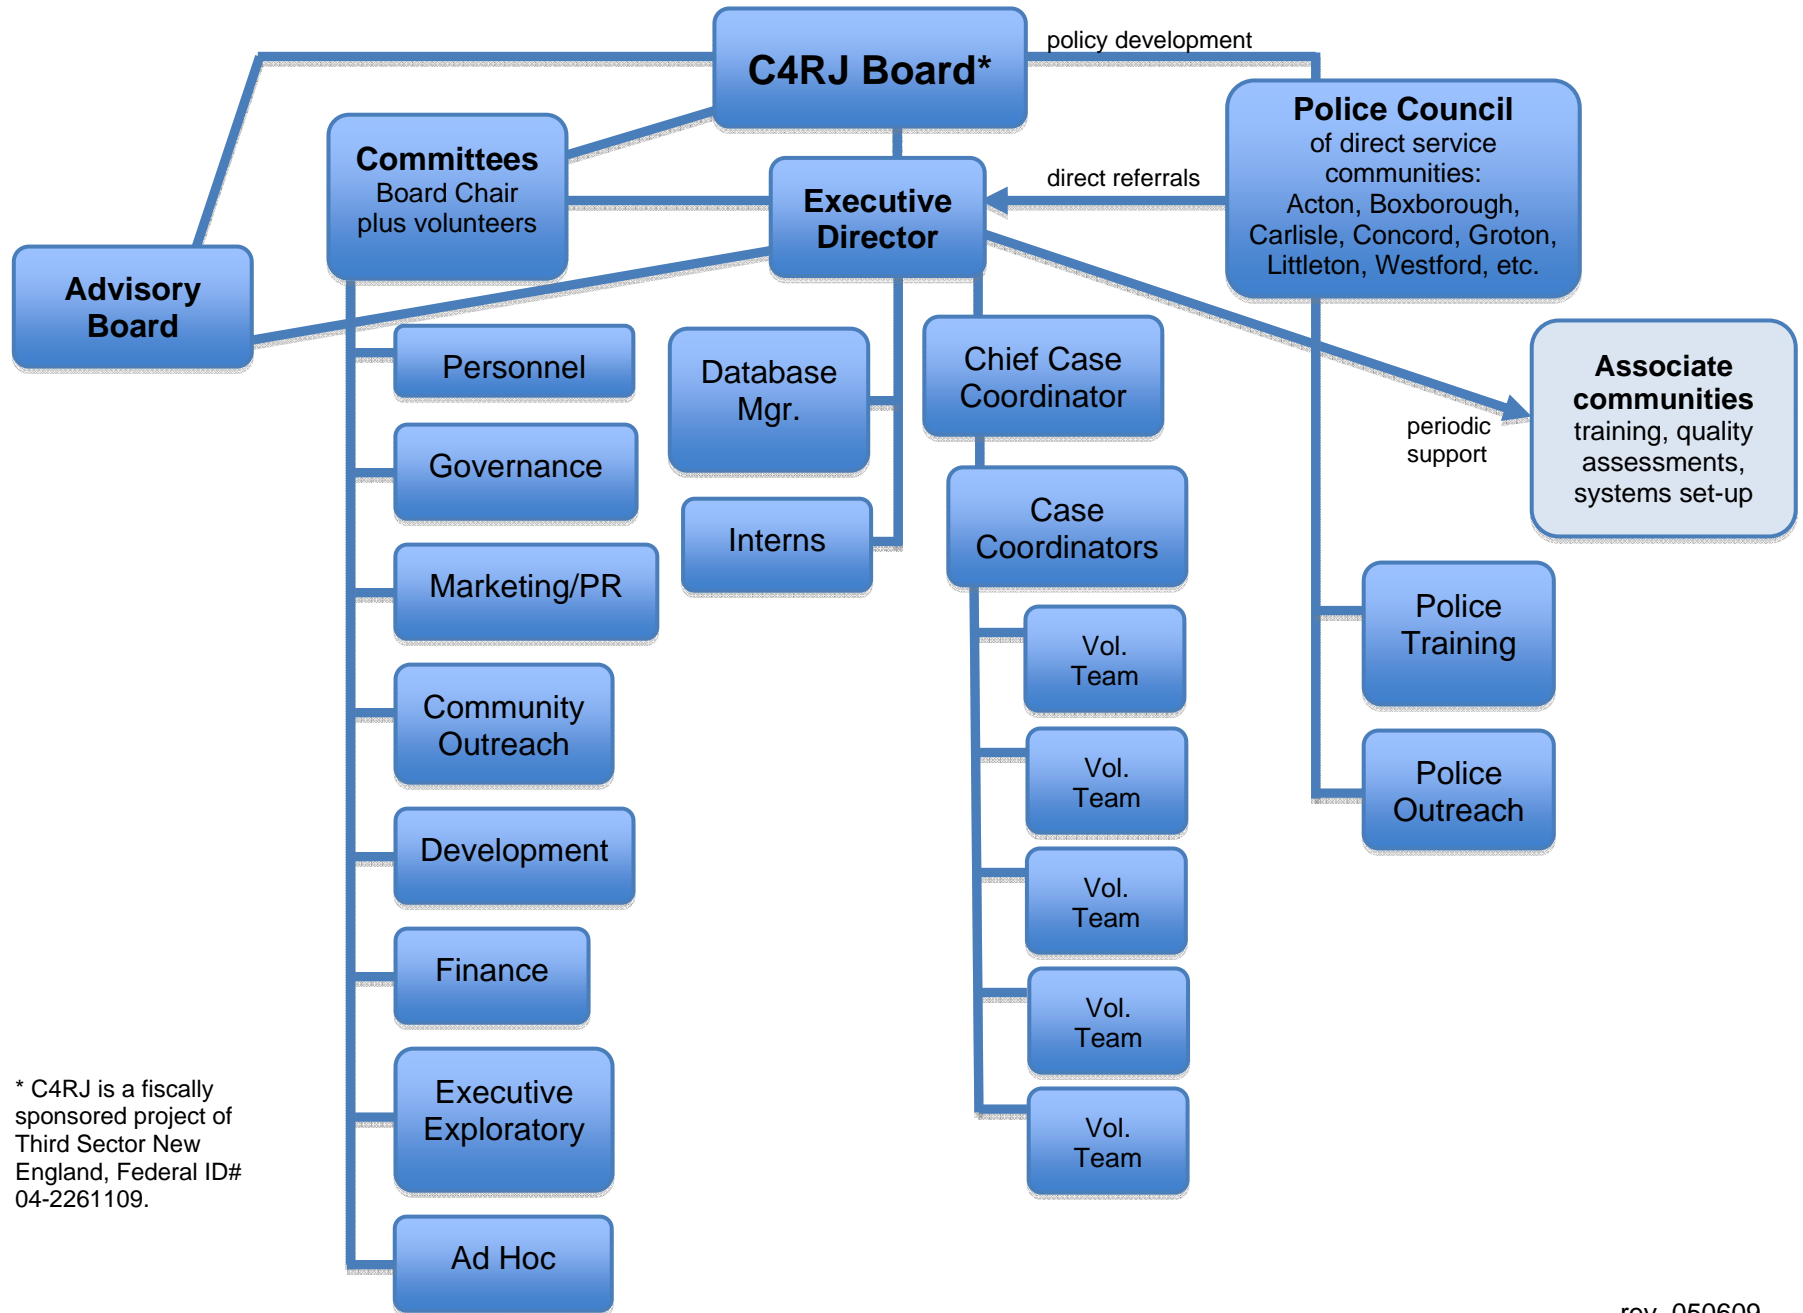 C4RJ Board*
policy development
Police Council
of direct service
communities:
Acton, Boxborough,
Carlisle, Concord, Groton,
Littleton, Westford, etc.
Committees
Board Chair
plus volunteers
Executive
Director
direct referrals
Advisory
Board
Associate
communities
training, quality
assessments,
systems set-up
periodic
support
Personnel
Governance
Marketing/PR
Community
Outreach
Development
Finance
Executive
Exploratory
Ad Hoc
Database
Mgr.
Interns
Chief Case
Coordinator
Case
Coordinators
Vol.
Team
Vol.
Team
Vol.
Team
Vol.
Team
Vol.
Team
Police
Training
Police
Outreach
* C4RJ is a fiscally
sponsored project of
Third Sector New
England, Federal ID#
04-2261109.
rev. 050609